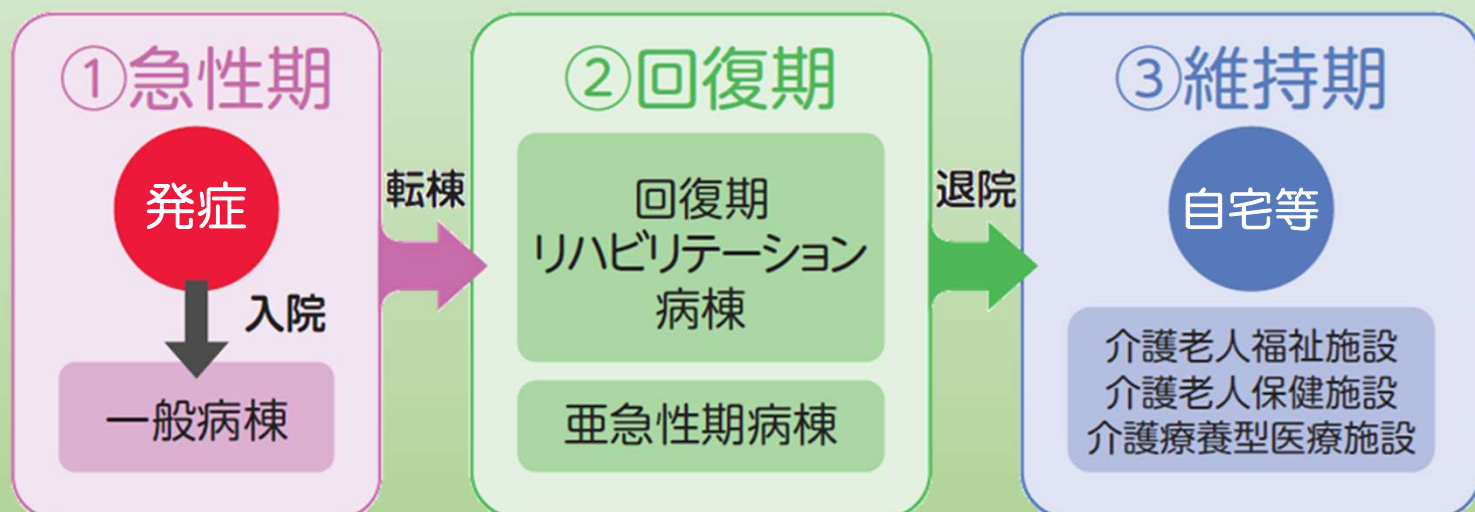 ①急性期
発症
入院
一般病棟
転棟
②回復期
回復期
リハビリテーション
病棟
亜急性期病棟
退院
③維持期
自宅等
介護老人福祉施設
介護老人保健施設
介護療養型医療施設